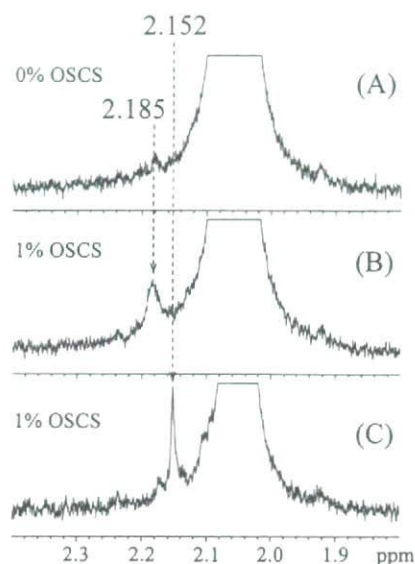 2.152
0% OSCS
(A)
2.185
1% OSCS
(B)
1% OSCS
(C)
2.3 2.2 2.1 2.0 1.9 ppm